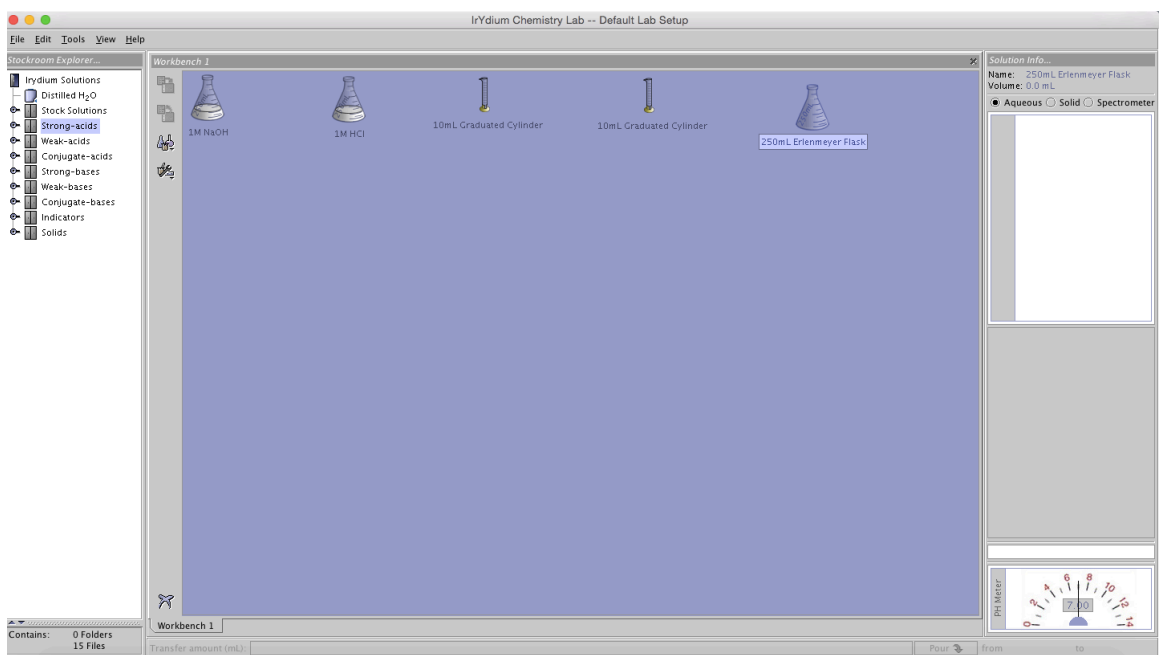 IrYdium Chemistry Lab -- Default Lab Setup
File Edit Tools View Help
Stockroom Explorer...
Irydium Solutions
Distilled H₂O
Stock Solutions
Strong-acids
Weak-acids
Conjugate-acids
Strong-bases
Weak-bases
Conjugate-bases
Indicators
Solids
Contains: 0 Folders
15 Files
Workbench 1
1M NaOH
1M HCl
10mL Graduated Cylinder
10mL Graduated Cylinder
250mL Erlenmeyer Flask
Workbench 1
Transfer amount (mL):
Pour
from
to
Solution Info...
Name: 250mL Erlenmeyer Flask
Volume: 0.0 mL
Aqueous Solid Spectrometer
PH Meter
0 2 4 6 8 10 12 14
7.00